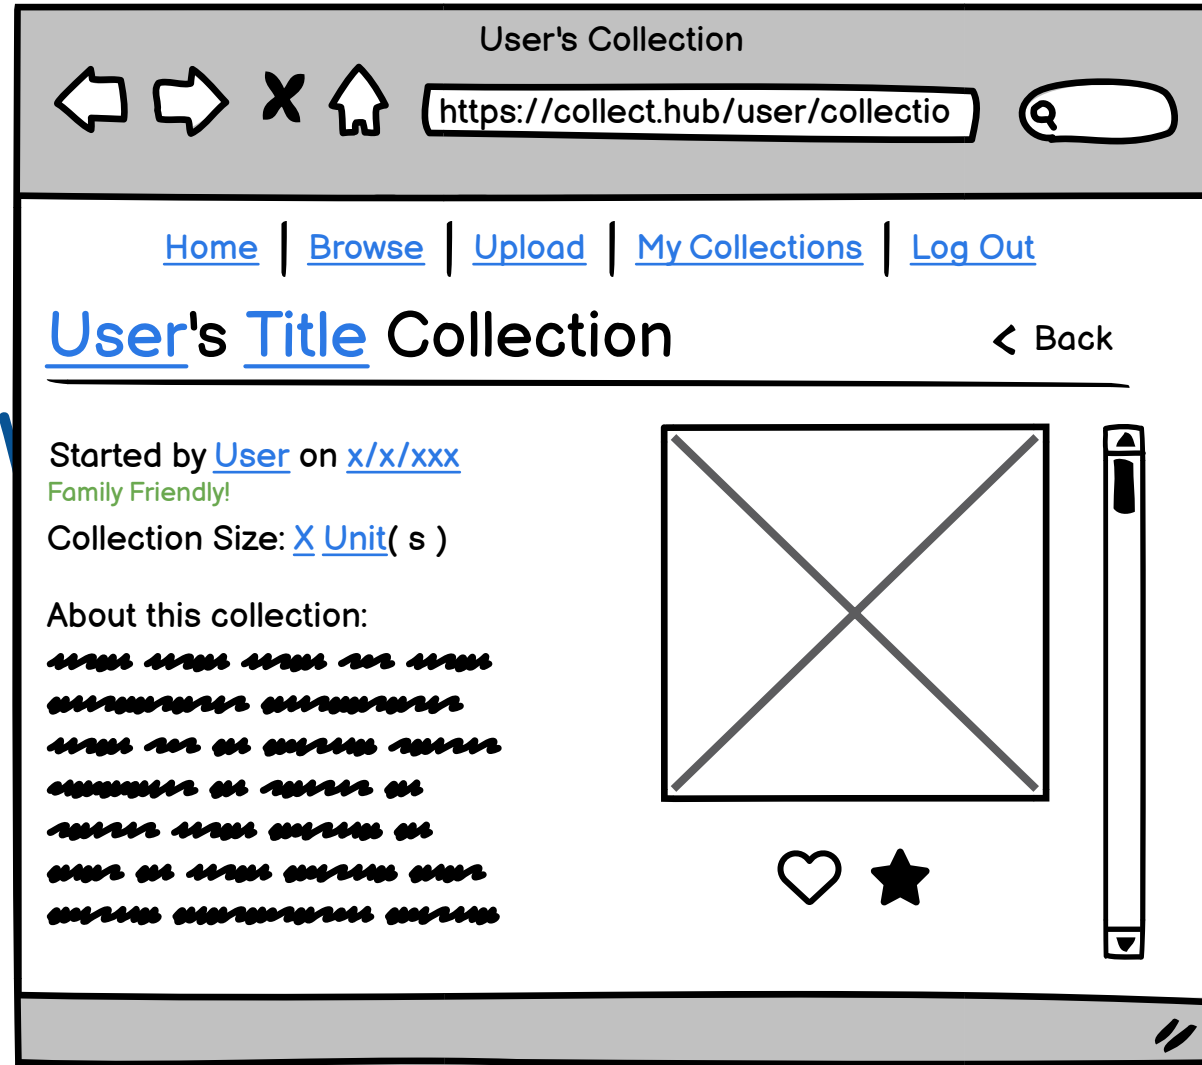 User's Collection
https://collect.hub/user/collectio
Home Browse Upload My Collections Log Out
User's Title Collection
Back
Started by User on x/x/xxx
Family Friendly!
Collection Size: X Unit( s )
About this collection: